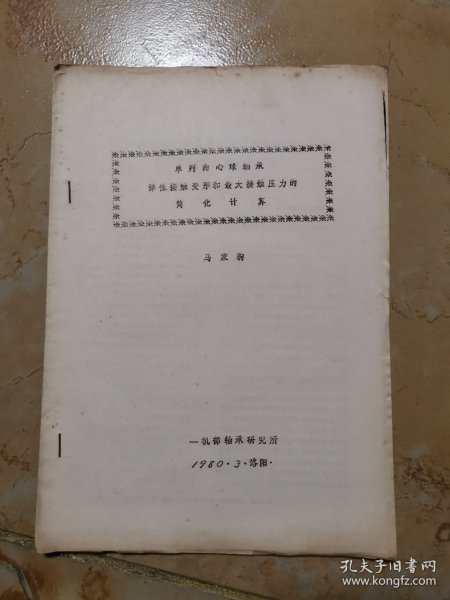 单列向心球轴承
弹性接触变形和最大接触压力的
简化计算
马家驹
一机部轴承研究所
1980.3.洛阳.
孔夫子旧书网
www.kongfz.com